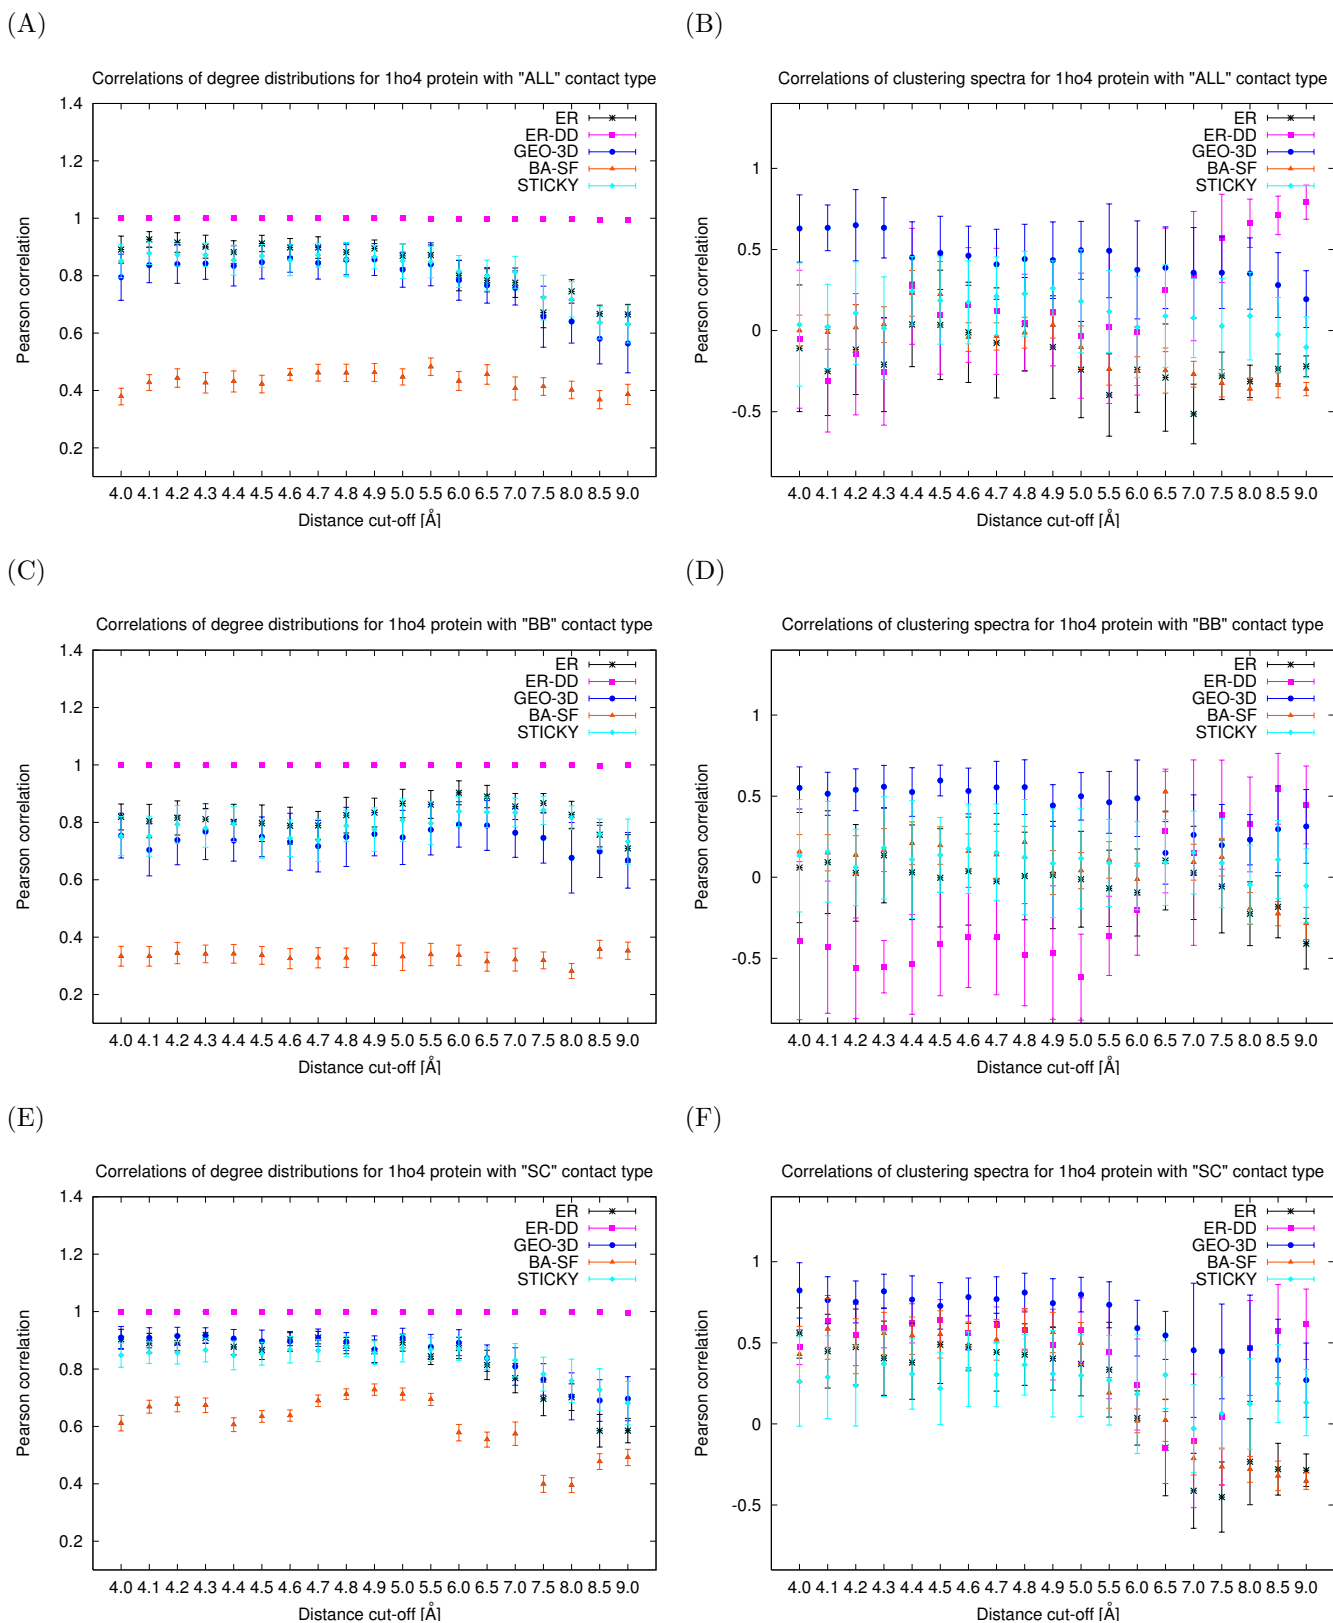 (A)
Correlations of degree distributions for 1ho4 protein with "ALL" contact type
1.4
1.2
1
0.8
0.6
0.4
0.2
Pearson correlation
ER
ER-DD
GEO-3D
BA-SF
STICKY
4.0 4.1 4.2 4.3 4.4 4.5 4.6 4.7 4.8 4.9 5.0 5.5 6.0 6.5 7.0 7.5 8.0 8.5 9.0
Distance cut-off [Å]
(B)
Correlations of clustering spectra for 1ho4 protein with "ALL" contact type
1
0.5
0
-0.5
Pearson correlation
ER
ER-DD
GEO-3D
BA-SF
STICKY
4.0 4.1 4.2 4.3 4.4 4.5 4.6 4.7 4.8 4.9 5.0 5.5 6.0 6.5 7.0 7.5 8.0 8.5 9.0
Distance cut-off [Å]
(C)
Correlations of degree distributions for 1ho4 protein with "BB" contact type
1.4
1.2
1
0.8
0.6
0.4
0.2
Pearson correlation
ER
ER-DD
GEO-3D
BA-SF
STICKY
4.0 4.1 4.2 4.3 4.4 4.5 4.6 4.7 4.8 4.9 5.0 5.5 6.0 6.5 7.0 7.5 8.0 8.5 9.0
Distance cut-off [Å]
(D)
Correlations of clustering spectra for 1ho4 protein with "BB" contact type
1
0.5
0
-0.5
Pearson correlation
ER
ER-DD
GEO-3D
BA-SF
STICKY
4.0 4.1 4.2 4.3 4.4 4.5 4.6 4.7 4.8 4.9 5.0 5.5 6.0 6.5 7.0 7.5 8.0 8.5 9.0
Distance cut-off [Å]
(E)
Correlations of degree distributions for 1ho4 protein with "SC" contact type
1.4
1.2
1
0.8
0.6
0.4
0.2
Pearson correlation
ER
ER-DD
GEO-3D
BA-SF
STICKY
4.0 4.1 4.2 4.3 4.4 4.5 4.6 4.7 4.8 4.9 5.0 5.5 6.0 6.5 7.0 7.5 8.0 8.5 9.0
Distance cut-off [Å]
(F)
Correlations of clustering spectra for 1ho4 protein with "SC" contact type
1
0.5
0
-0.5
Pearson correlation
ER
ER-DD
GEO-3D
BA-SF
STICKY
4.0 4.1 4.2 4.3 4.4 4.5 4.6 4.7 4.8 4.9 5.0 5.5 6.0 6.5 7.0 7.5 8.0 8.5 9.0
Distance cut-off [Å]